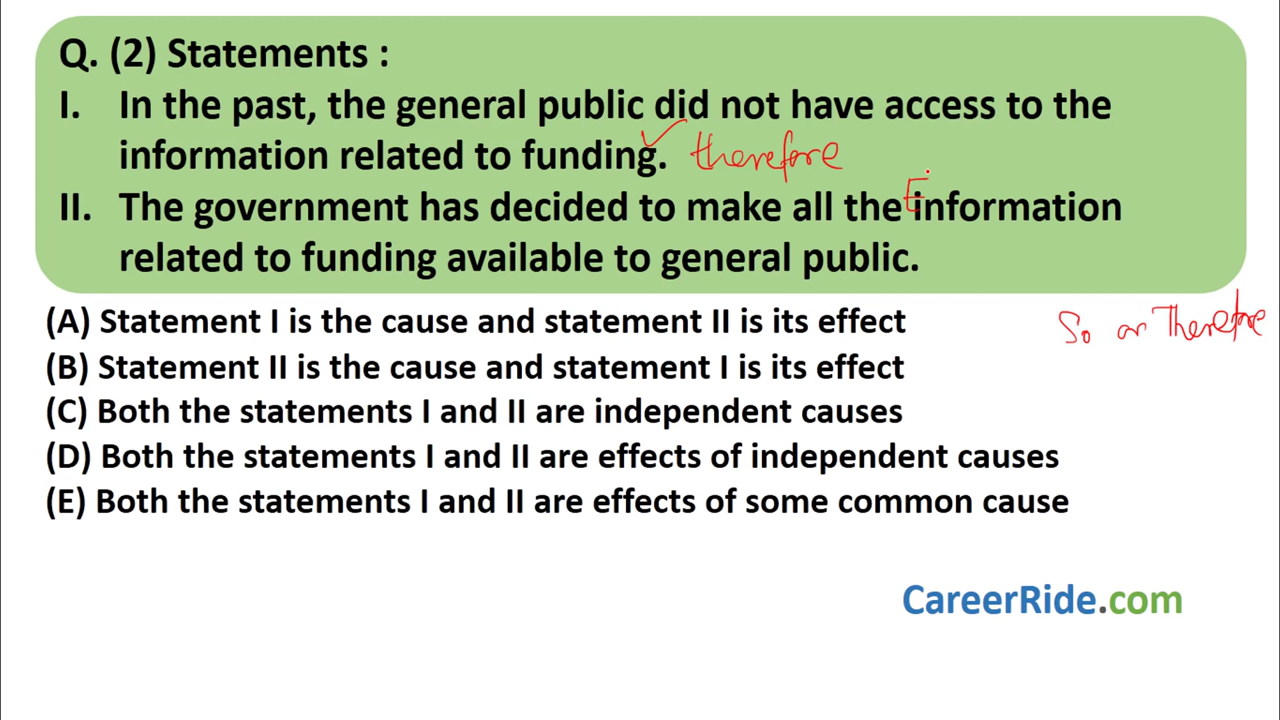 Q. (2) Statements :
I. In the past, the general public did not have access to the
information related to funding. therefore
II. The government has decided to make all the E information
related to funding available to general public.
(A) Statement I is the cause and statement II is its effect
So or Therefore
(B) Statement II is the cause and statement I is its effect
(C) Both the statements I and II are independent causes
(D) Both the statements I and II are effects of independent causes
(E) Both the statements I and II are effects of some common cause
CareerRide.com